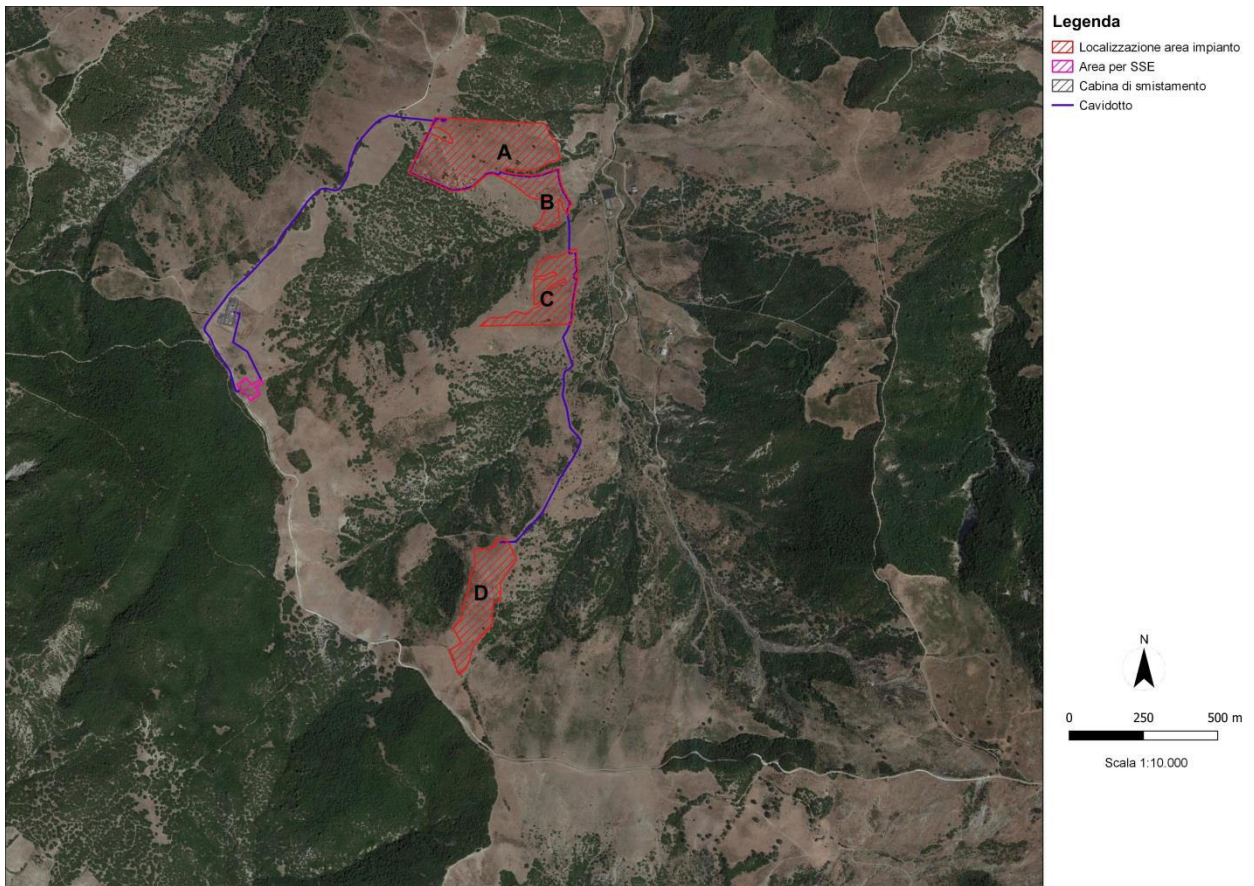 Legenda
Localizzazione area impianto
Area per SSE
Cabina di smistamento
Cavidotto
A
B
C
D
N
0 250 500 m
Scala 1:10.000